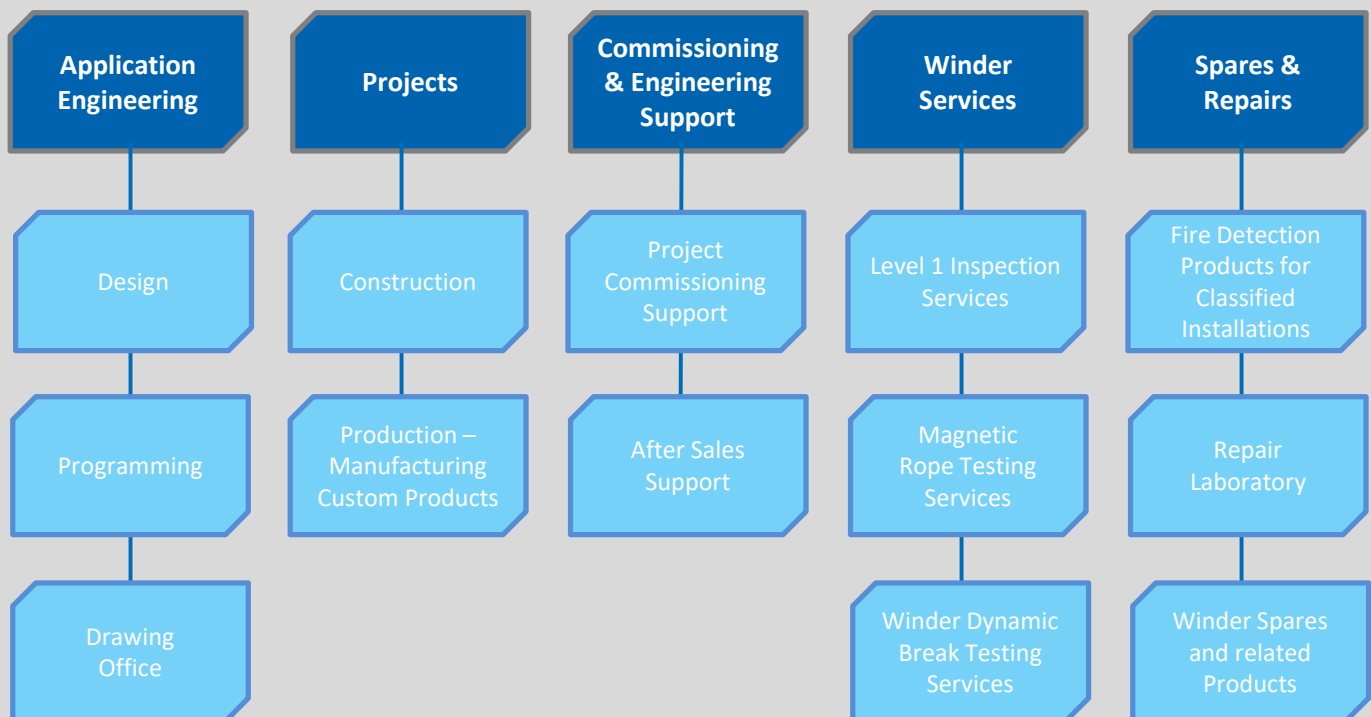 Application
Engineering
Projects
Commissioning
& Engineering
Support
Winder
Services
Spares &
Repairs
Design
Construction
Project
Commissioning
Support
Level 1 Inspection
Services
Fire Detection
Products for
Classified
Installations
Programming
Production –
Manufacturing
Custom Products
After Sales
Support
Magnetic
Rope Testing
Services
Repair
Laboratory
Drawing
Office
Winder Dynamic
Break Testing
Services
Winder Spares
and related
Products